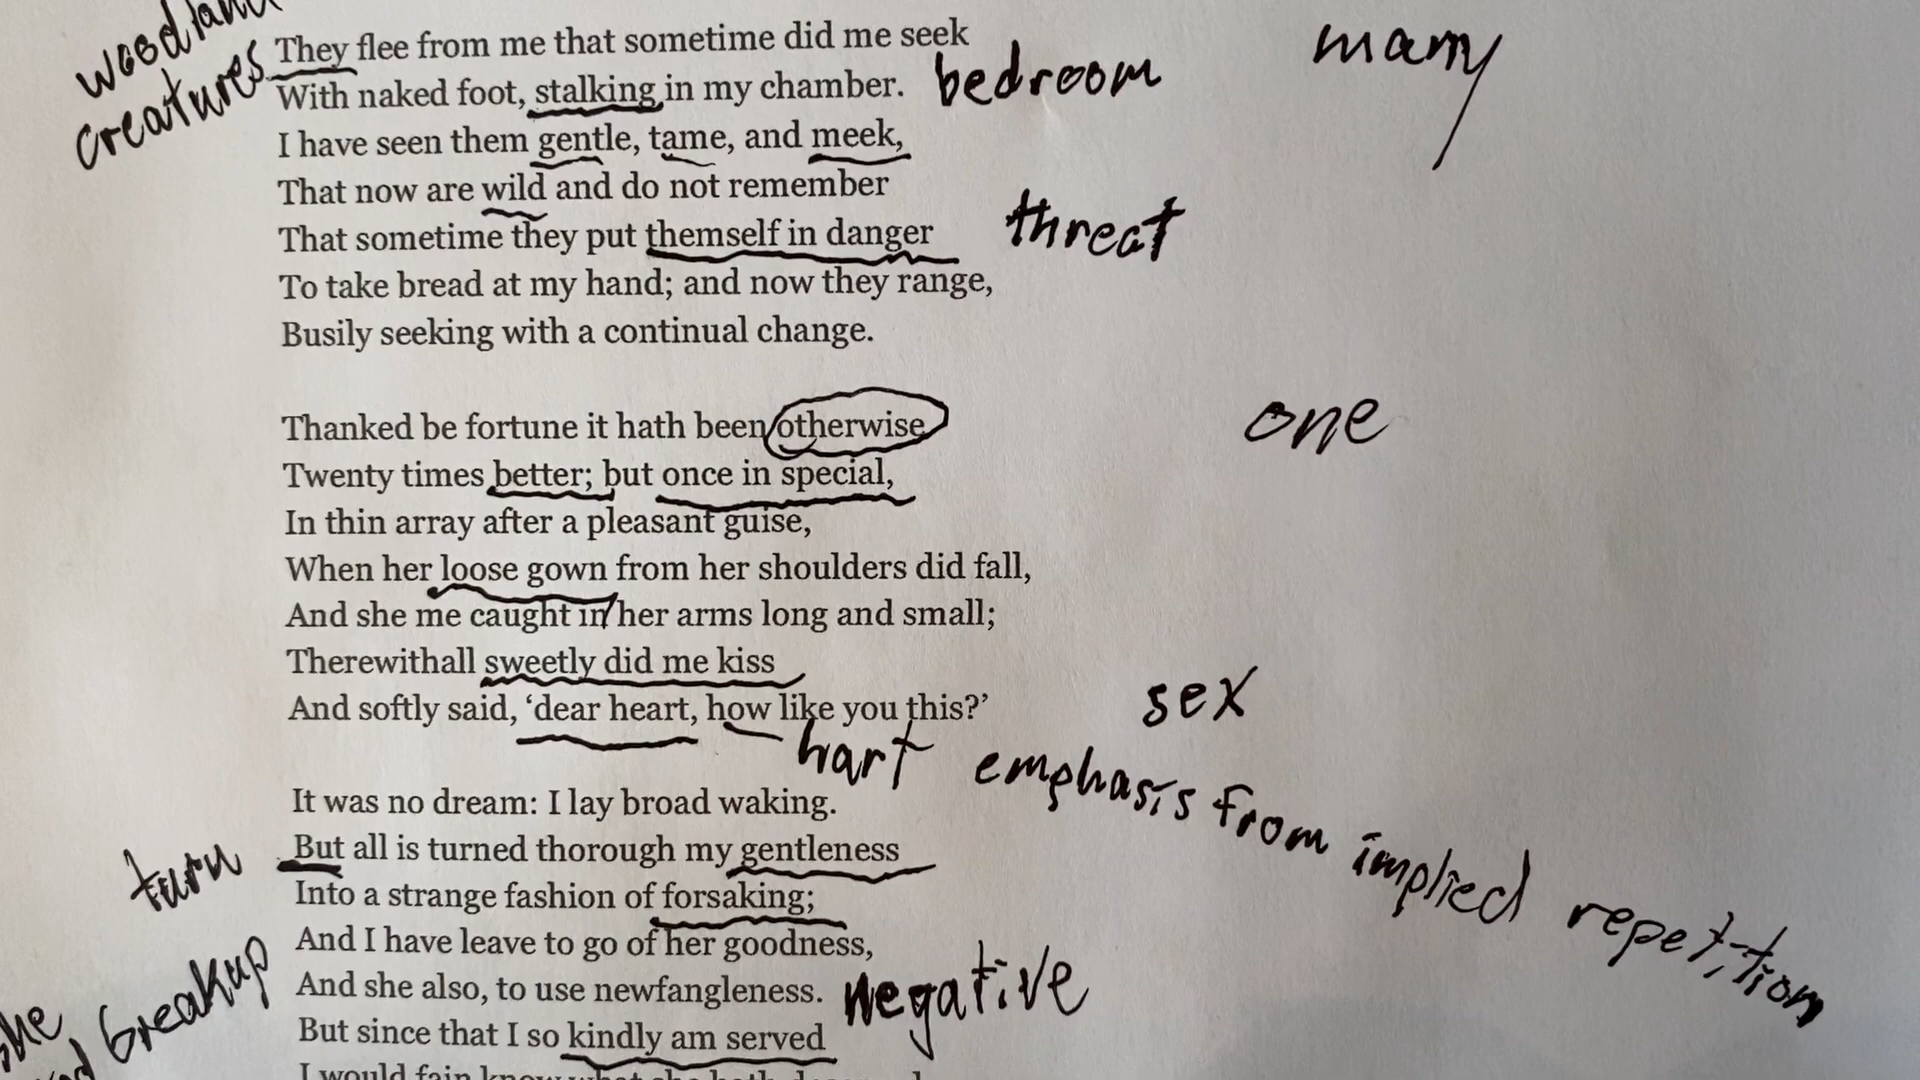 woodland
creatures
They flee from me that sometime did me seek
many
With naked foot, stalking in my chamber.
bedroom
I have seen them gentle, tame, and meek,
That now are wild and do not remember
That sometime they put themself in danger
threat
To take bread at my hand; and now they range,
Busily seeking with a continual change.
Thanked be fortune it hath been otherwise
one
Twenty times better; but once in special,
In thin array after a pleasant guise,
When her loose gown from her shoulders did fall,
And she me caught in her arms long and small;
Therewithall sweetly did me kiss
And softly said, ‘dear heart, how like you this?’
sex
hart
emphasis from implied repetition
It was no dream: I lay broad waking.
But all is turned thorough my gentleness
turn
Into a strange fashion of forsaking;
And I have leave to go of her goodness,
And she also, to use newfangleness.
negative
But since that I so kindly am served
breakup
I would fain know what she hath